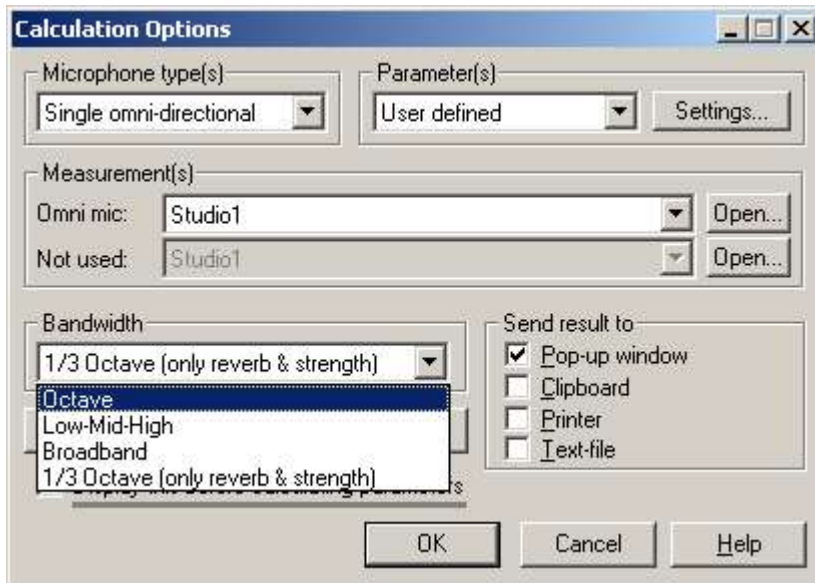 Calculation Options
Microphone type(s)
Single omni-directional
Parameter(s)
User defined
Settings...
Measurement(s)
Omni mic: Studio1 Open...
Not used: Studio1 Open...
Bandwidth
1/3 Octave (only reverb & strength)
Octave
Low-Mid-High
Broadband
1/3 Octave (only reverb & strength)
Send result to
Pop-up window
Clipboard
Printer
Text-file
parameters
OK Cancel Help